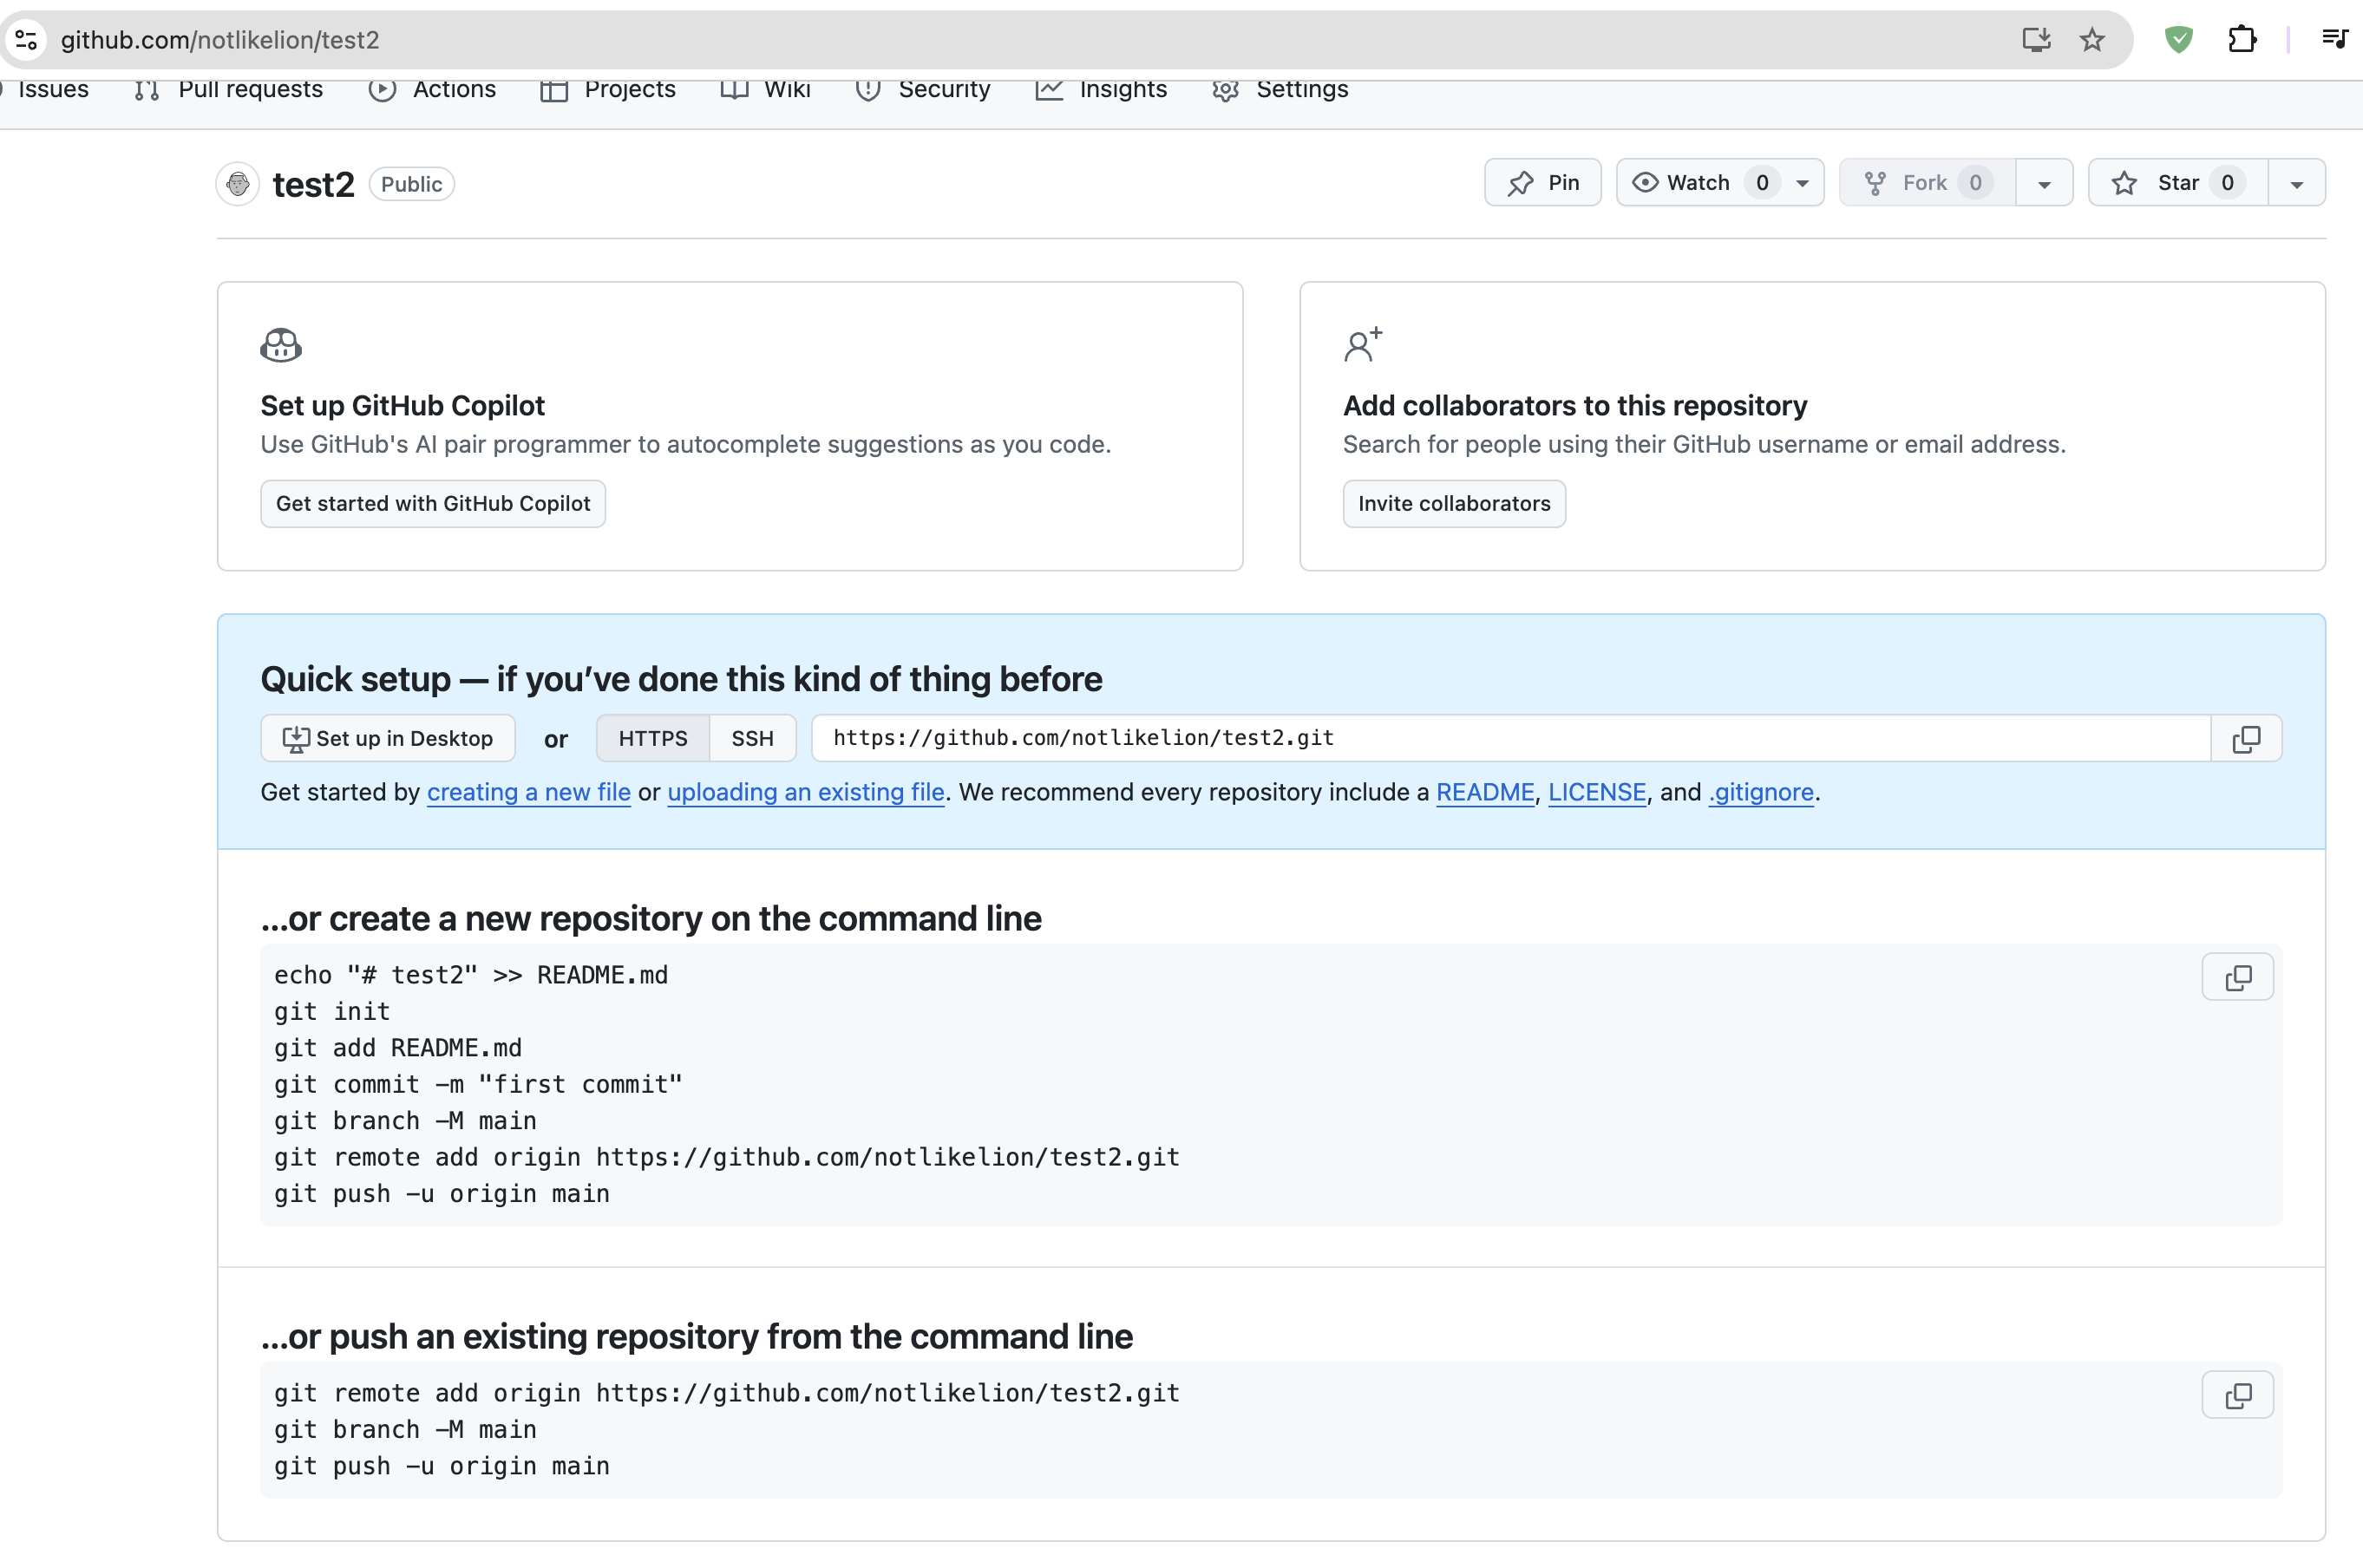 github.com/notlikelion/test2
Issues Pull requests Actions Projects Wiki Security Insights Settings
test2 Public Pin Watch 0 Fork 0 Star 0
Set up GitHub Copilot
Use GitHub's AI pair programmer to autocomplete suggestions as you code.
Get started with GitHub Copilot
Add collaborators to this repository
Search for people using their GitHub username or email address.
Invite collaborators
Quick setup — if you’ve done this kind of thing before
Set up in Desktop or HTTPS SSH https://github.com/notlikelion/test2.git
Get started by creating a new file or uploading an existing file. We recommend every repository include a README, LICENSE, and .gitignore.
…or create a new repository on the command line
echo "# test2" >> README.md
git init
git add README.md
git commit -m "first commit"
git branch -M main
git remote add origin https://github.com/notlikelion/test2.git
git push -u origin main
…or push an existing repository from the command line
git remote add origin https://github.com/notlikelion/test2.git
git branch -M main
git push -u origin main